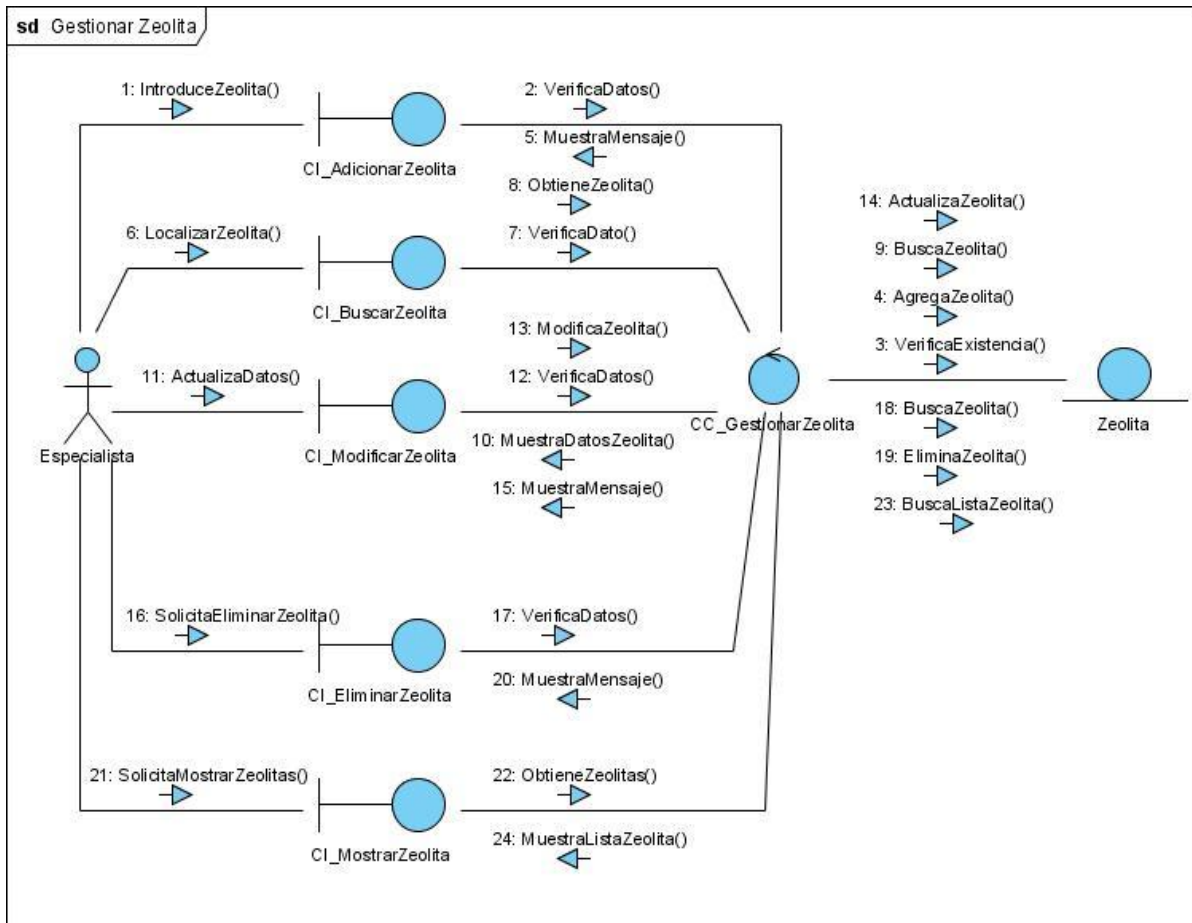 sd Gestionar Zeolita
1: IntroduceZeolita()
2: VerificaDatos()
5: MuestraMensaje()
CI_AdicionarZeolita
8: ObtieneZeolita()
14: ActualizaZeolita()
6: LocalizarZeolita()
7: VerificaDato()
9: BuscaZeolita()
CI_BuscarZeolita
4: AgregaZeolita()
13: ModificaZeolita()
3: VerificaExistencia()
11: ActualizaDatos()
12: VerificaDatos()
18: BuscaZeolita()
CC_GestionarZeolita
Zeolita
10: MuestraDatosZeolita()
Especialista
CI_ModificarZeolita
19: EliminaZeolita()
15: MuestraMensaje()
23: BuscaListaZeolita()
16: SolicitaEliminarZeolita()
17: VerificaDatos()
20: MuestraMensaje()
CI_EliminarZeolita
21: SolicitaMostrarZeolitas()
22: ObtieneZeolitas()
24: MuestraListaZeolita()
CI_MostrarZeolita